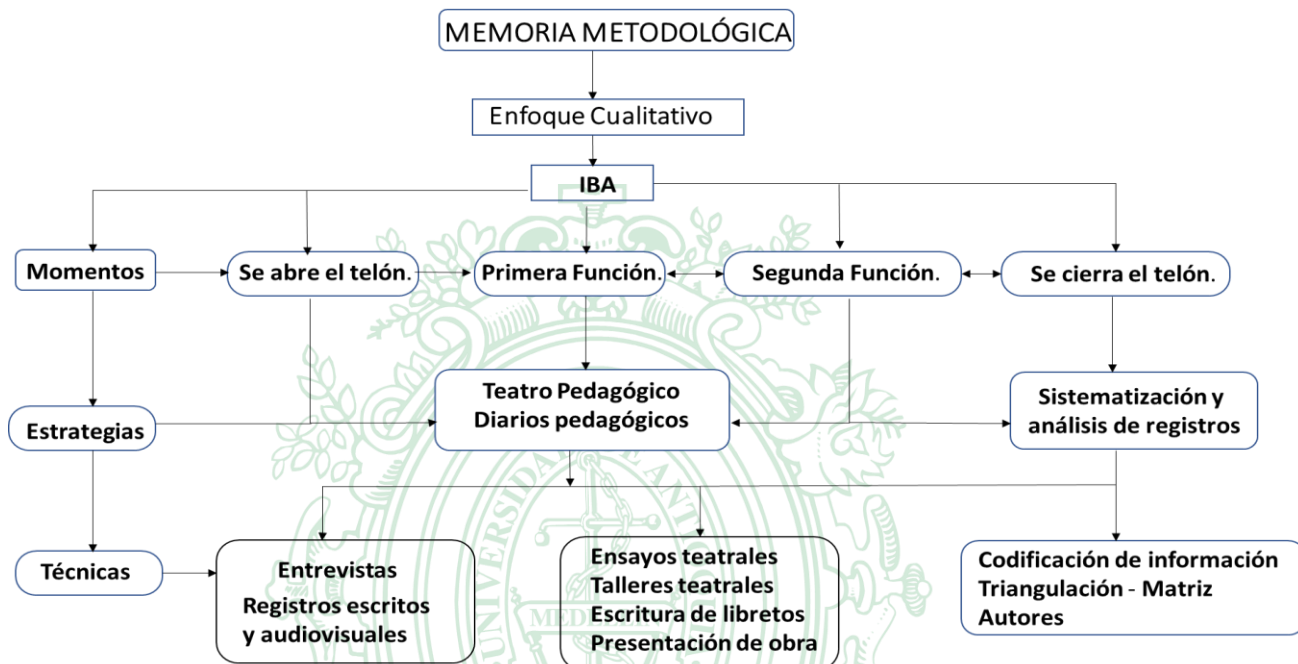 MEMORIA METODOLÓGICA
Enfoque Cualitativo
IBA
Momentos
Se abre el telón.
Primera Función.
Segunda Función.
Se cierra el telón.
Estrategias
Teatro Pedagógico
Diarios pedagógicos
Sistematización y
análisis de registros
Técnicas
Entrevistas
Registros escritos
y audiovisuales
Ensayos teatrales
Talleres teatrales
Escritura de libretos
Presentación de obra
Codificación de información
Triangulación - Matriz
Autores